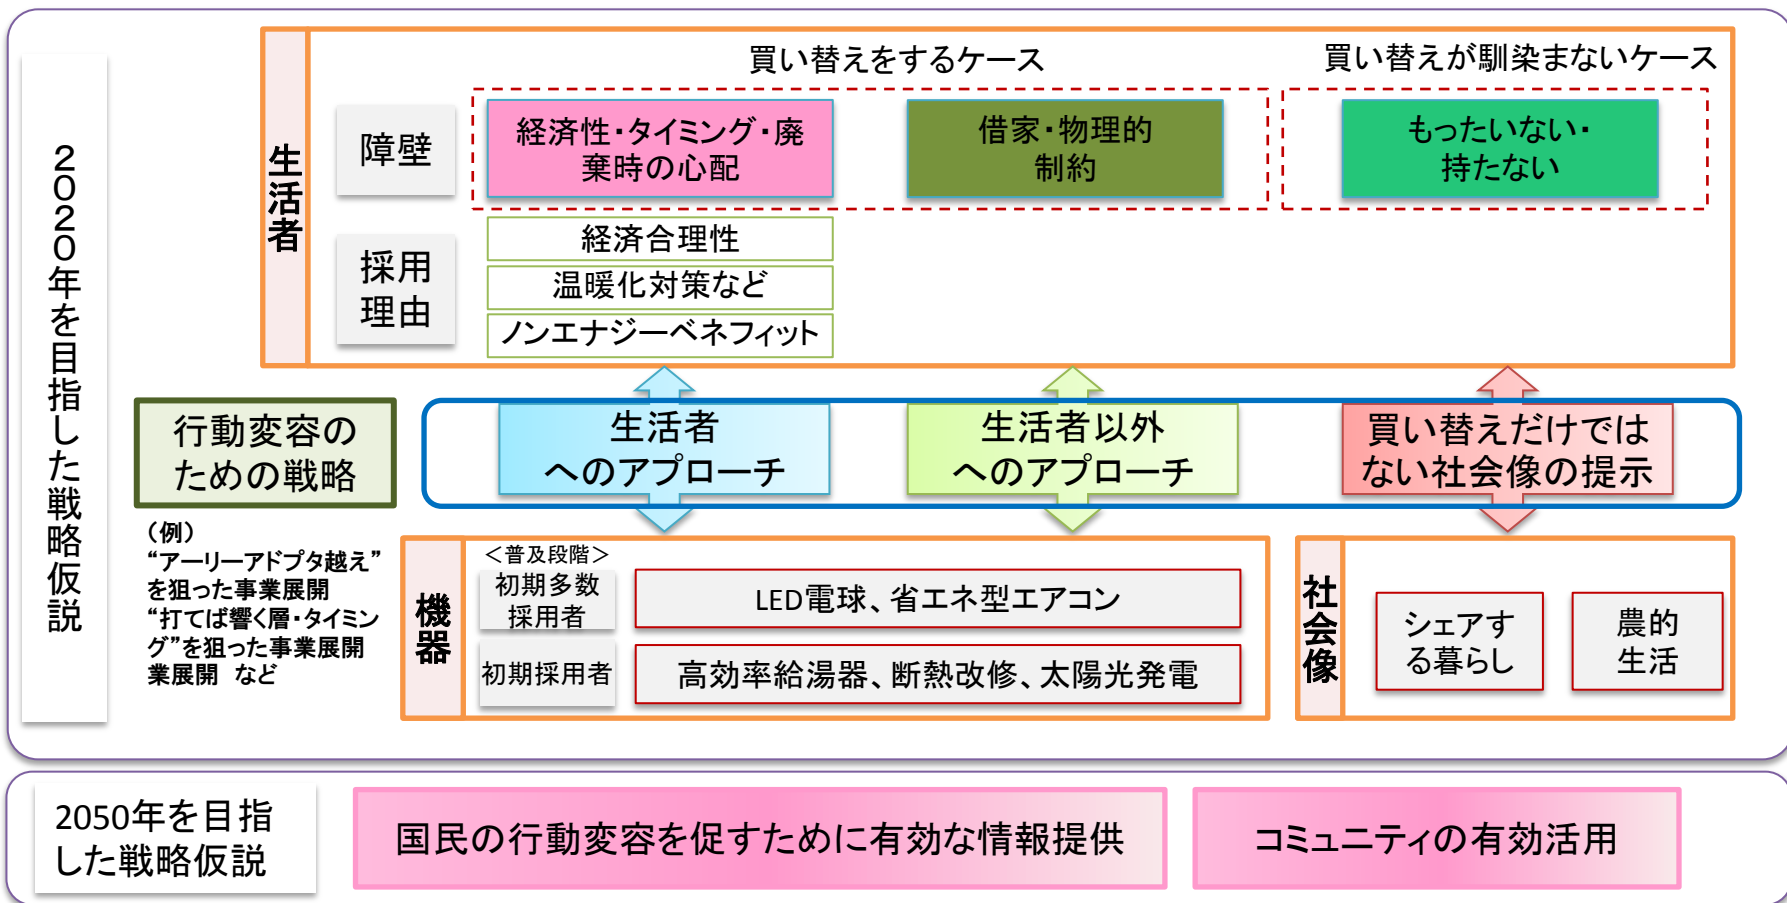 2020年を目指した戦略仮説
生活者
買い替えをするケース
買い替えが馴染まないケース
障壁
経済性・タイミング・廃
棄時の心配
借家・物理的
制約
もったいない・
持たない
採用
理由
経済合理性
温暖化対策など
ノンエナジーベネフィット
行動変容の
ための戦略
生活者
へのアプローチ
生活者以外
へのアプローチ
買い替えだけでは
ない社会像の提示
（例）
“アーリーアドプタ越え”
を狙った事業展開
“打てば響く層・タイミン
グ”を狙った事業展開
業展開 など
機器
＜普及段階＞
初期多数
採用者
LED電球、省エネ型エアコン
初期採用者
高効率給湯器、断熱改修、太陽光発電
社会像
シェアす
る暮らし
農的
生活
2050年を目指
した戦略仮説
国民の行動変容を促すために有効な情報提供
コミュニティの有効活用